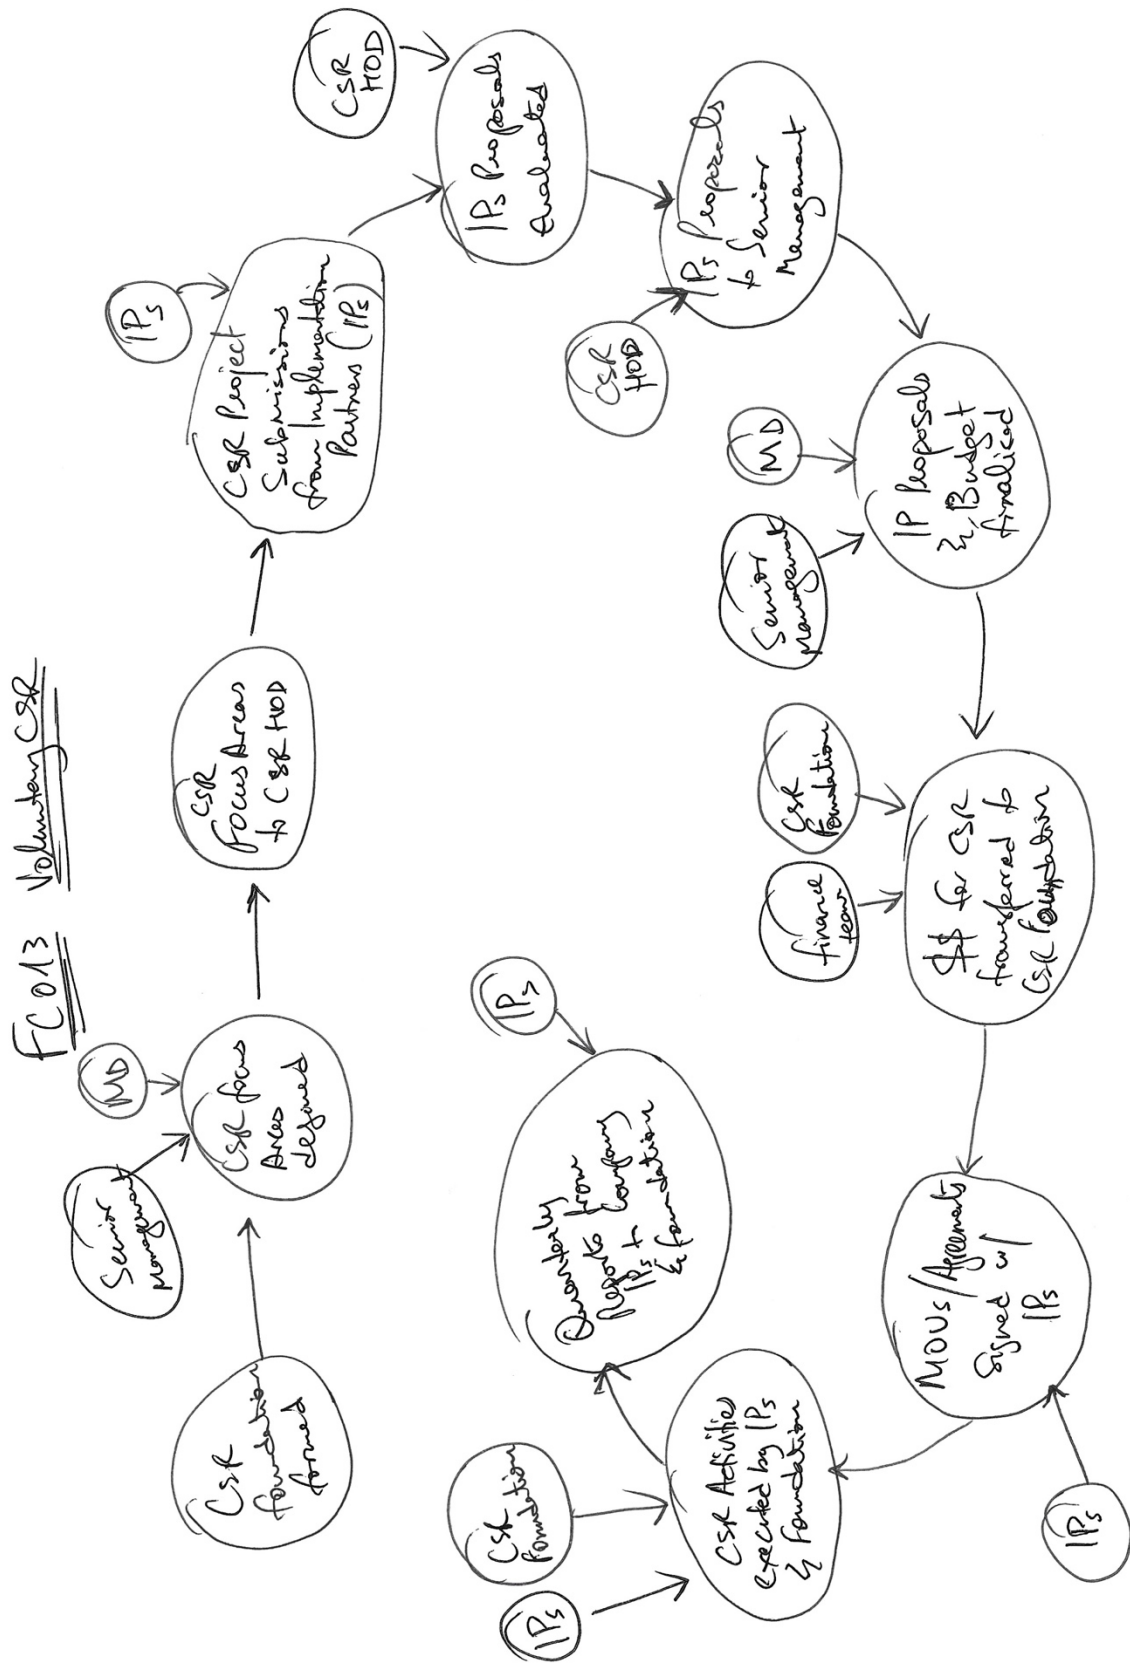 FC013 Voluntary CSR
CSR
foundation
formed
Senior
Management
MD
CSR focus
Areas
defined
CSR
Focus Areas
to CSR HOD
IPs
CSR Project
Submissions
from Implementation
Partners (IPs)
CSR
HOD
IPs Proposals
Evaluated
CSR
HOD
IPs Proposals
to Senior
Management
MD
Senior
Management
IP Proposals
& Budget
finalised
CSR
Foundation
Finance
team
$$ for CSR
transferred to
CSR Foundation
MOUs/Agreements
Signed w/
IPs
IPs
CSR
Foundation
IPs
CSR Activities
executed by IPs
& Foundation
IPs
Quarterly
Reports from
IPs to Company
& foundation